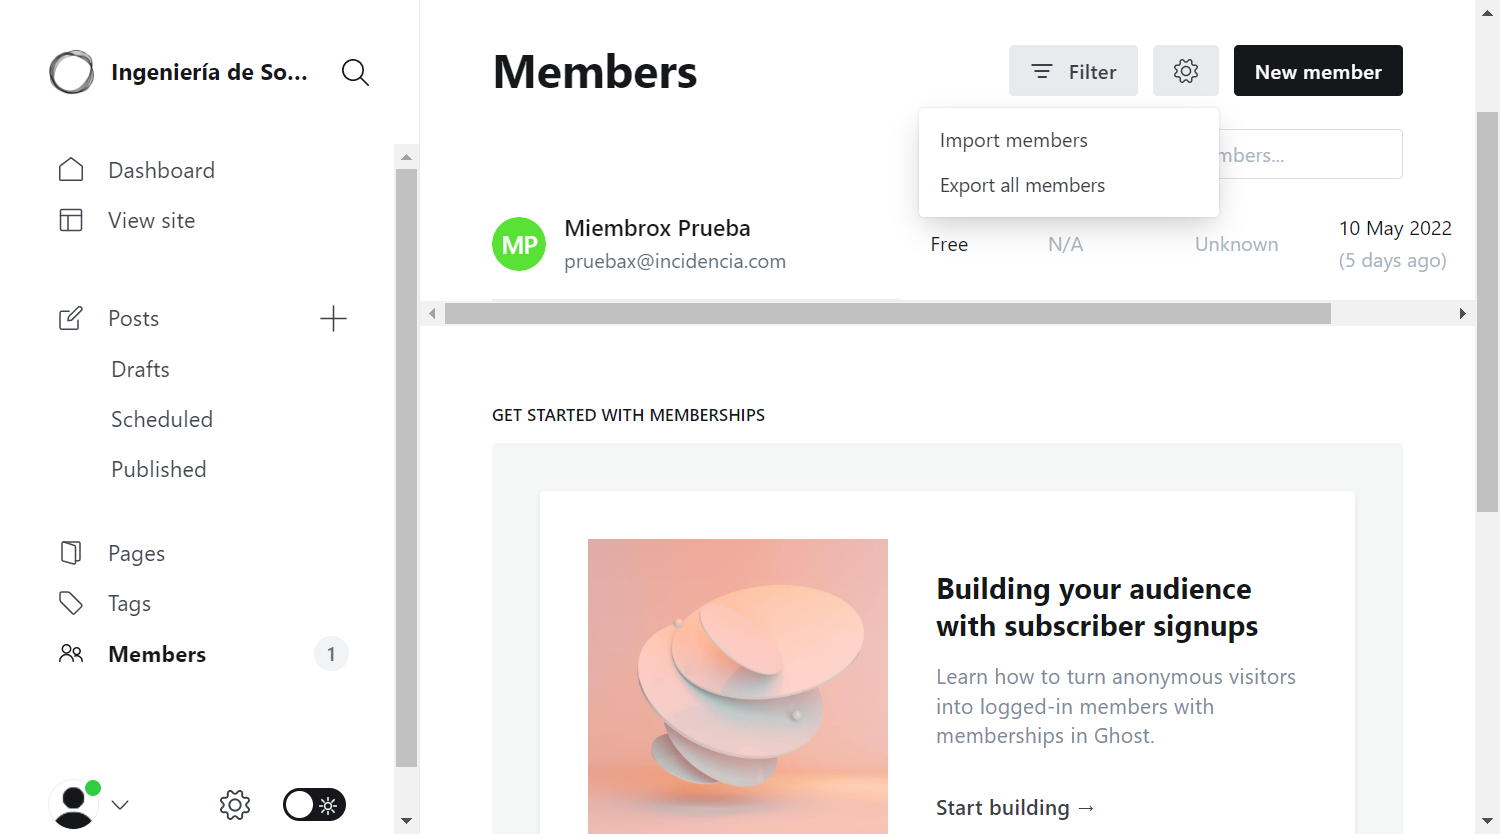 Ingeniería de So...
Dashboard
View site
Posts
Drafts
Scheduled
Published
Pages
Tags
Members
1
Members
Filter
New member
Import members
Export all members
MP
Miembrox Prueba
pruebax@incidencia.com
Free
N/A
Unknown
10 May 2022
(5 days ago)
GET STARTED WITH MEMBERSHIPS
Building your audience
with subscriber signups
Learn how to turn anonymous visitors
into logged-in members with
memberships in Ghost.
Start building →